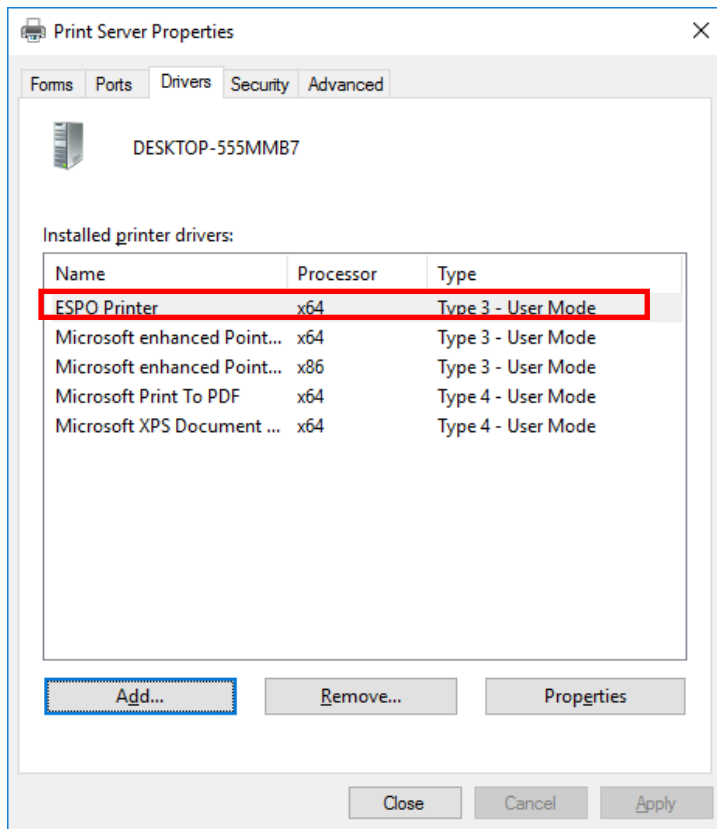 Print Server Properties
Forms Ports Drivers Security Advanced
DESKTOP-555MMB7
Installed printer drivers:
Name Processor Type
ESPO Printer x64 Type 3 - User Mode
Microsoft enhanced Point... x64 Type 3 - User Mode
Microsoft enhanced Point... x86 Type 3 - User Mode
Microsoft Print To PDF x64 Type 4 - User Mode
Microsoft XPS Document ... x64 Type 4 - User Mode
Add... Remove... Properties
Close Cancel Apply